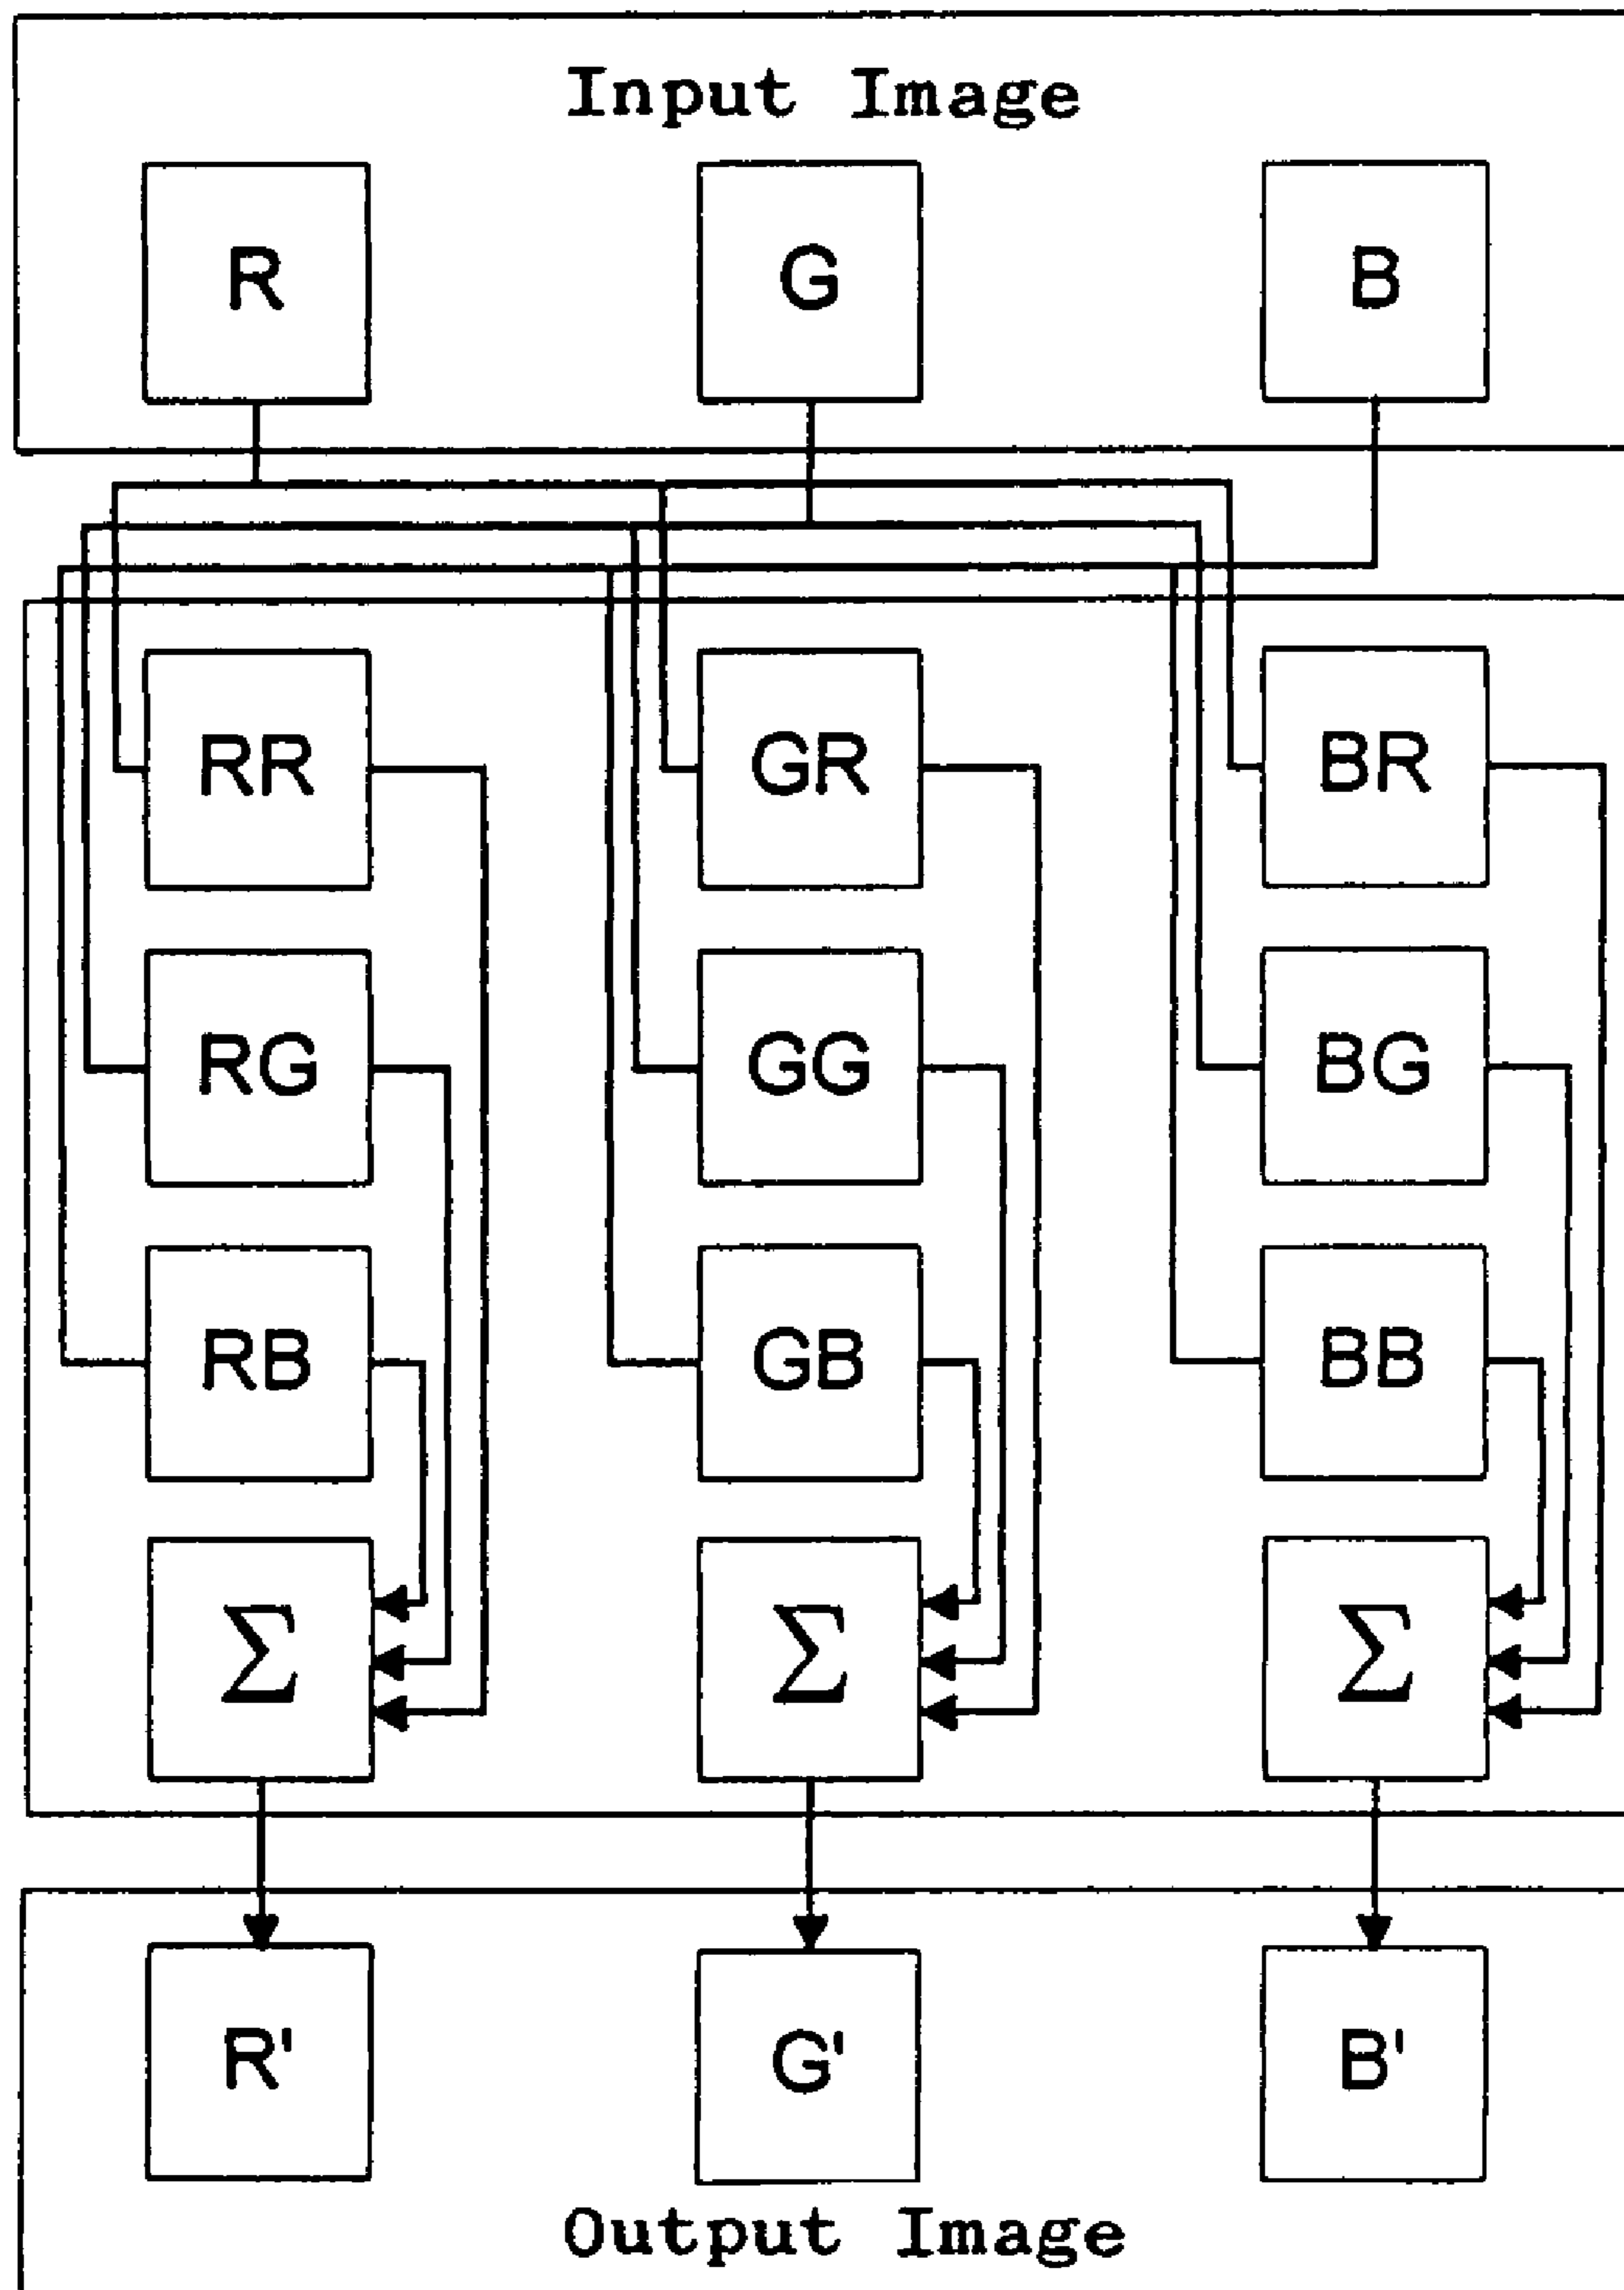 Input Image
R G B
RR GR BR
RG GG BG
RB GB BB
Σ Σ Σ
R' G' B'
Output Image